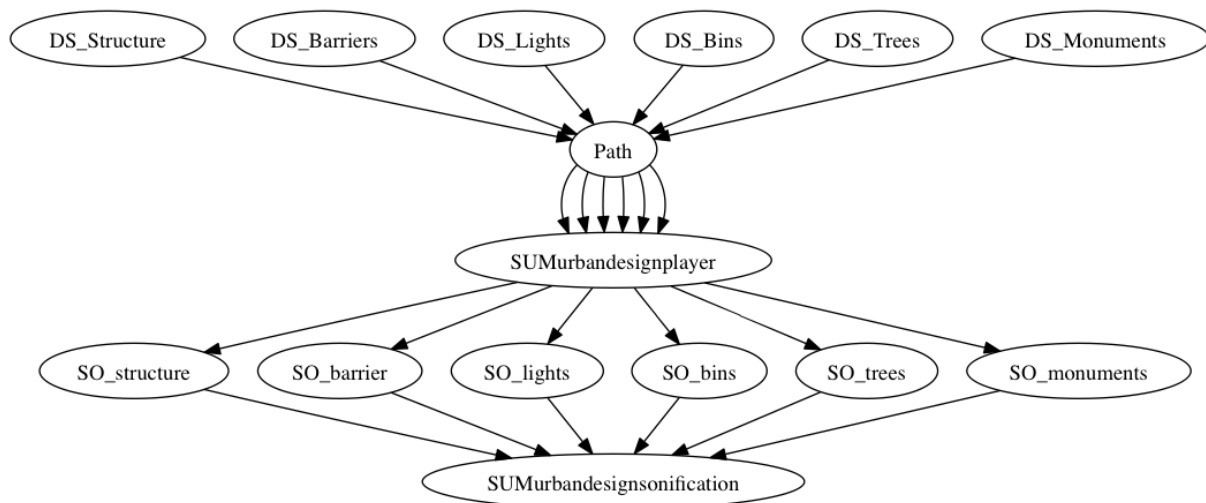 DS_Structure DS_Barriers DS_Lights DS_Bins DS_Trees DS_Monuments
Path
SUMurbandesignplayer
SO_structure SO_barrier SO_lights SO_bins SO_trees SO_monuments
SUMurbandesignsonification